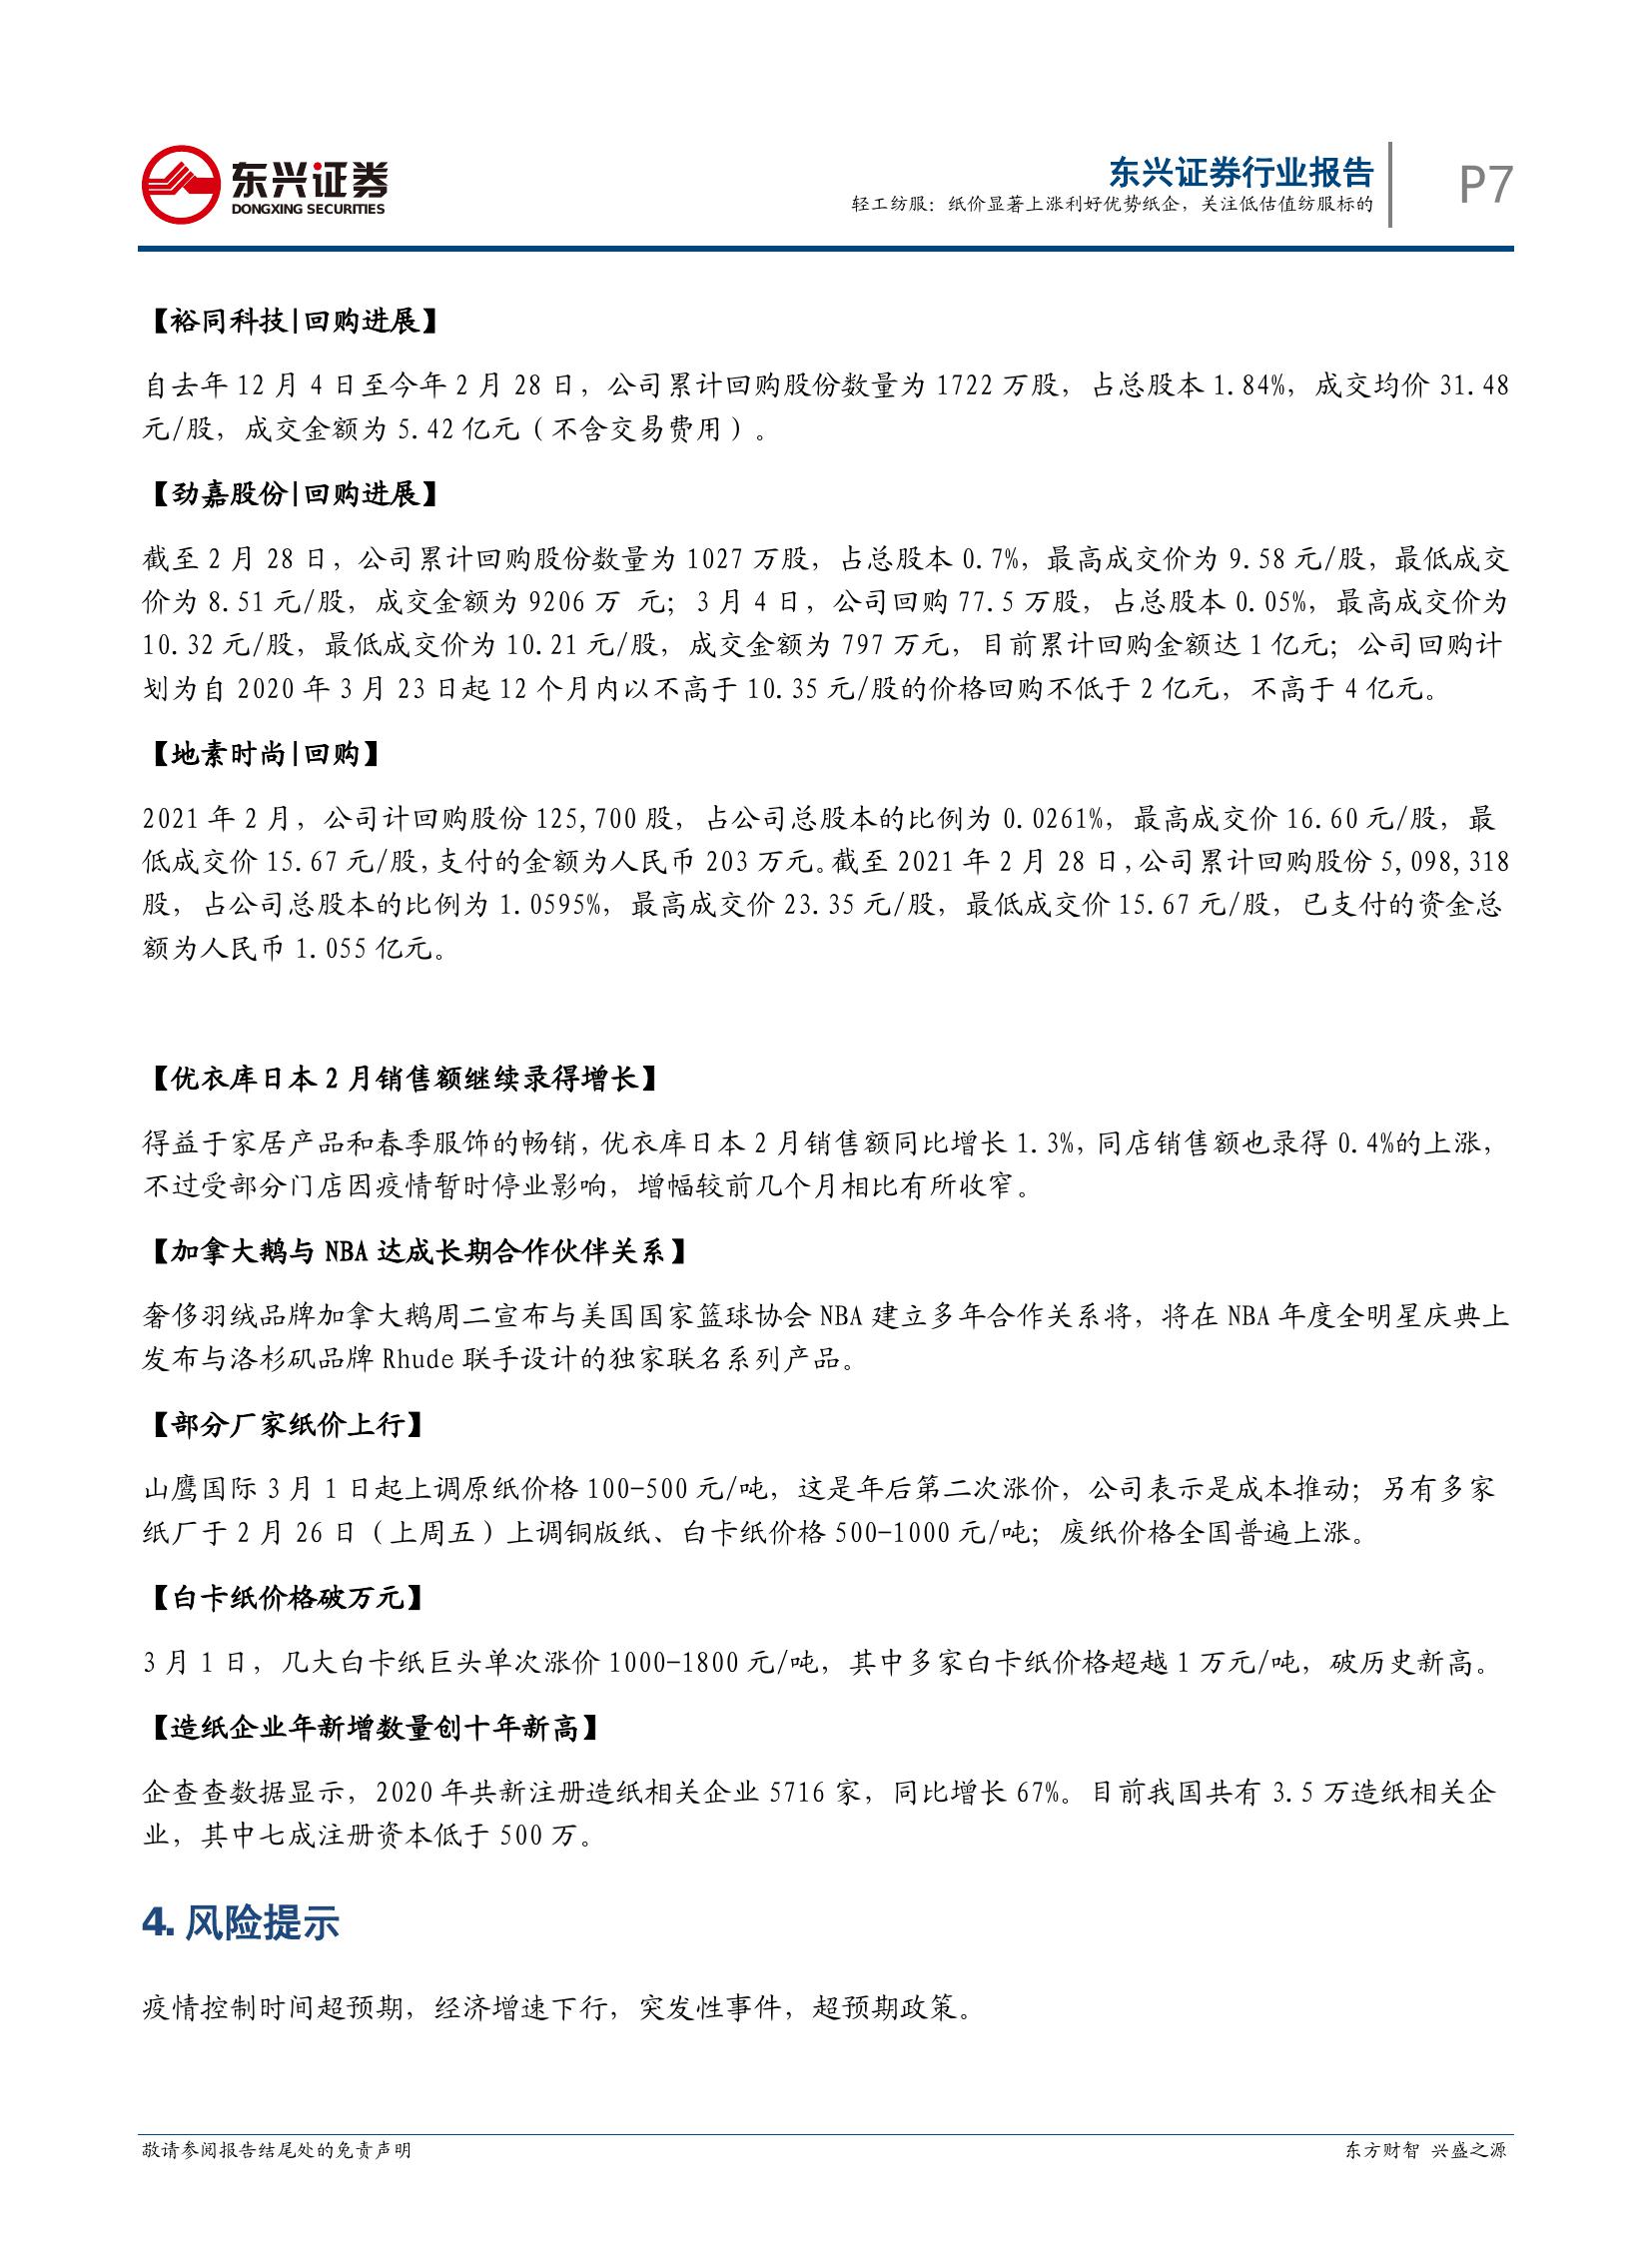 东兴证券
DONGXING SECURITIES
东兴证券行业报告
轻工纺服：纸价显著上涨利好优势纸企，关注低估值纺服标的
P7
【裕同科技|回购进展】
自去年 12 月 4 日至今年 2 月 28 日，公司累计回购股份数量为 1722 万股，占总股本 1.84%，成交均价 31.48
元/股，成交金额为 5.42 亿元（不含交易费用）。
【劲嘉股份|回购进展】
截至 2 月 28 日，公司累计回购股份数量为 1027 万股，占总股本 0.7%，最高成交价为 9.58 元/股，最低成交
价为 8.51 元/股，成交金额为 9206 万 元；3 月 4 日，公司回购 77.5 万股，占总股本 0.05%，最高成交价为
10.32 元/股，最低成交价为 10.21 元/股，成交金额为 797 万元，目前累计回购金额达 1 亿元；公司回购计
划为自 2020 年 3 月 23 日起 12 个月内以不高于 10.35 元/股的价格回购不低于 2 亿元，不高于 4 亿元。
【地素时尚|回购】
2021 年 2 月，公司计回购股份 125,700 股，占公司总股本的比例为 0.0261%，最高成交价 16.60 元/股，最
低成交价 15.67 元/股，支付的金额为人民币 203 万元。截至 2021 年 2 月 28 日，公司累计回购股份 5,098,318
股，占公司总股本的比例为 1.0595%，最高成交价 23.35 元/股，最低成交价 15.67 元/股，已支付的资金总
额为人民币 1.055 亿元。
【优衣库日本 2 月销售额继续录得增长】
得益于家居产品和春季服饰的畅销，优衣库日本 2 月销售额同比增长 1.3%，同店销售额也录得 0.4%的上涨，
不过受部分门店因疫情暂时停业影响，增幅较前几个月相比有所收窄。
【加拿大鹅与 NBA 达成长期合作伙伴关系】
奢侈羽绒品牌加拿大鹅周二宣布与美国国家篮球协会 NBA 建立多年合作关系将，将在 NBA 年度全明星庆典上
发布与洛杉矶品牌 Rhude 联手设计的独家联名系列产品。
【部分厂家纸价上行】
山鹰国际 3 月 1 日起上调原纸价格 100-500 元/吨，这是年后第二次涨价，公司表示是成本推动；另有多家
纸厂于 2 月 26 日（上周五）上调铜版纸、白卡纸价格 500-1000 元/吨；废纸价格全国普遍上涨。
【白卡纸价格破万元】
3 月 1 日，几大白卡纸巨头单次涨价 1000-1800 元/吨，其中多家白卡纸价格超越 1 万元/吨，破历史新高。
【造纸企业年新增数量创十年新高】
企查查数据显示，2020 年共新注册造纸相关企业 5716 家，同比增长 67%。目前我国共有 3.5 万造纸相关企
业，其中七成注册资本低于 500 万。
4. 风险提示
疫情控制时间超预期，经济增速下行，突发性事件，超预期政策。
敬请参阅报告结尾处的免责声明
东方财智 兴盛之源